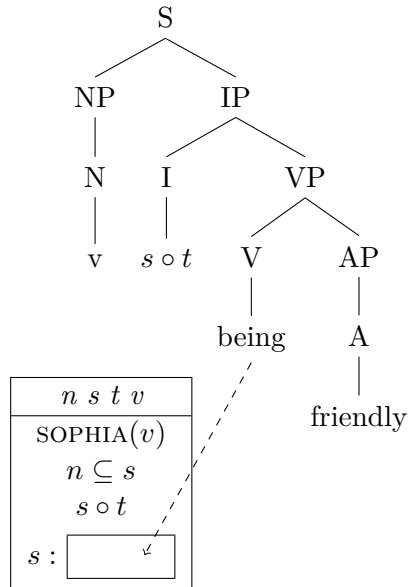 S
NP IP
N I VP
v s ∘ t V AP
being A
friendly
n s t v
SOPHIA(v)
n ⊆ s
s ∘ t
s :